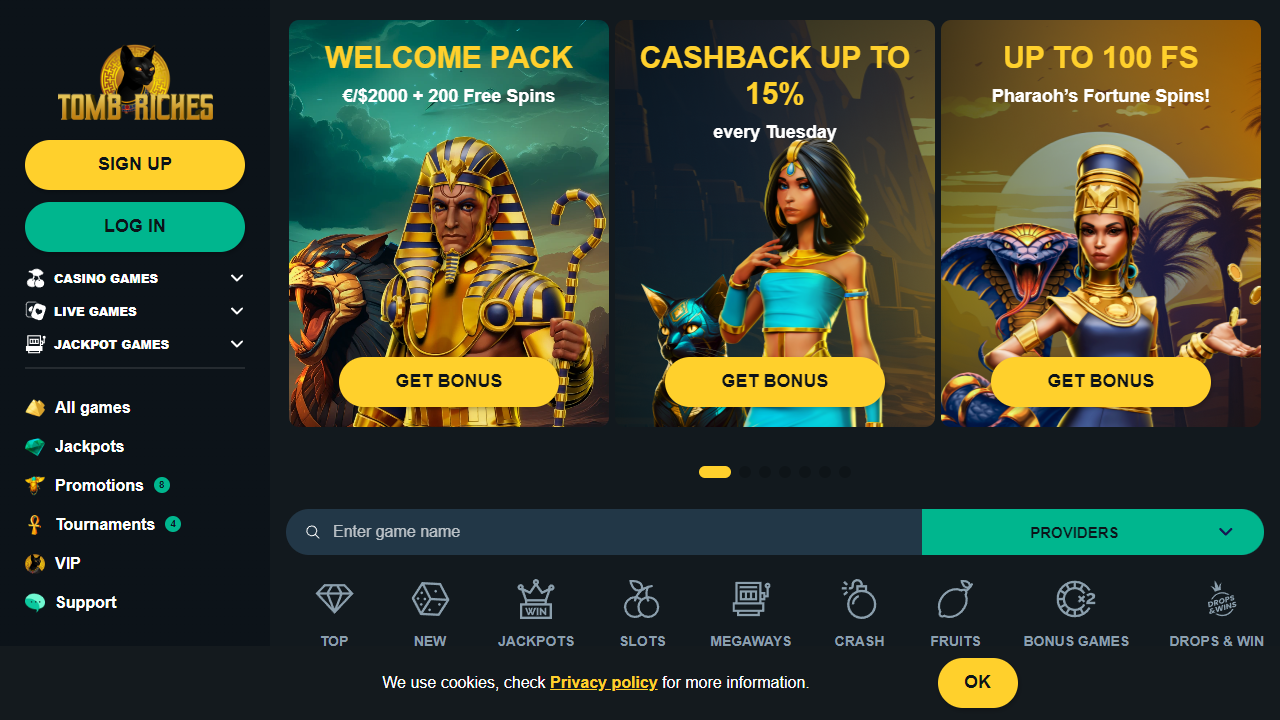 TOMB OF RICHES
SIGN UP
LOG IN
CASINO GAMES
LIVE GAMES
JACKPOT GAMES
All games
Jackpots
Promotions 8
Tournaments 4
VIP
Support
WELCOME PACK
€/$2000 + 200 Free Spins
GET BONUS
CASHBACK UP TO
15%
every Tuesday
GET BONUS
UP TO 100 FS
Pharaoh’s Fortune Spins!
GET BONUS
Enter game name
PROVIDERS
WIN
x2
DROPS
&WINS
TOP
NEW
JACKPOTS
SLOTS
MEGAWAYS
CRASH
FRUITS
BONUS GAMES
DROPS & WIN
We use cookies, check Privacy policy for more information.
OK